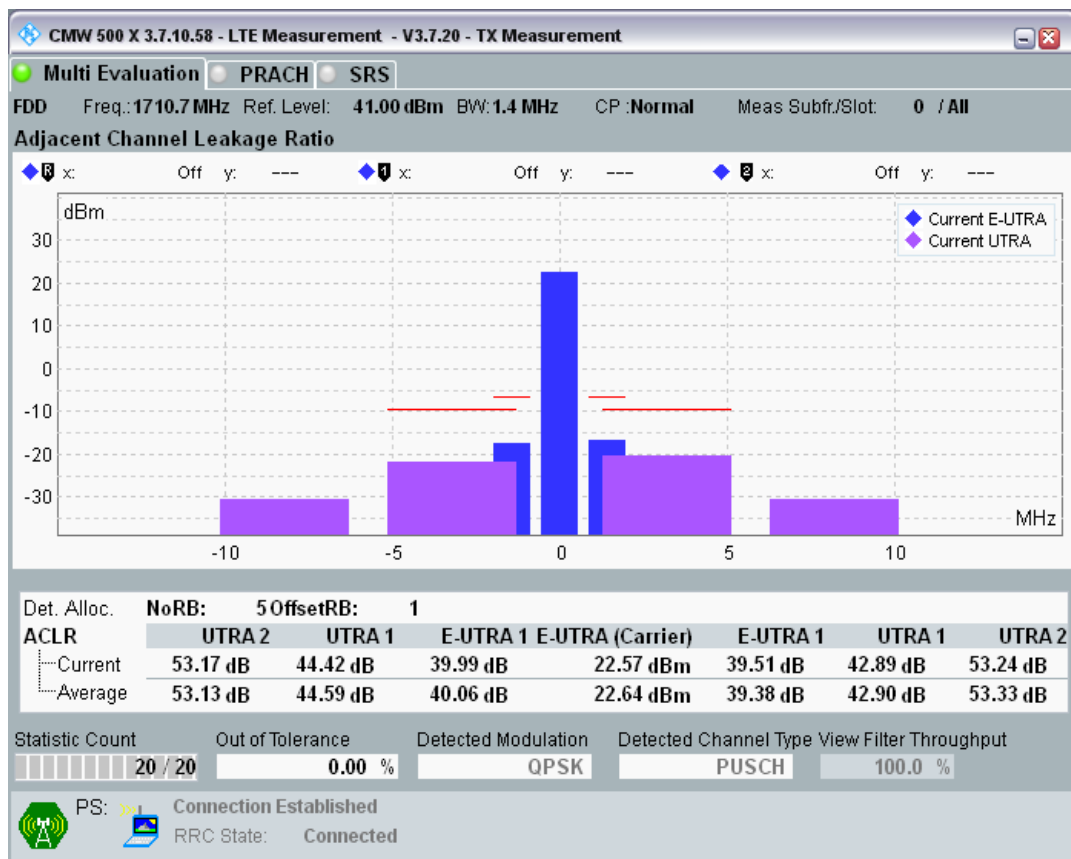 CMW 500 X 3.7.10.58 - LTE Measurement - V3.7.20 - TX Measurement
Multi Evaluation PRACH SRS
FDD Freq.: 1710.7 MHz Ref. Level: 41.00 dBm BW: 1.4 MHz CP : Normal Meas Subfr./Slot: 0 / All
Adjacent Channel Leakage Ratio
R x: Off y: --- 1 x: Off y: --- 2 x: Off y: ---
dBm
Current E-UTRA
Current UTRA
30
20
10
0
-10
-20
-30
MHz
-10 -5 0 5 10
Det. Alloc. NoRB: 5 OffsetRB: 1
ACLR UTRA 2 UTRA 1 E-UTRA 1 E-UTRA (Carrier) E-UTRA 1 UTRA 1 UTRA 2
Current 53.17 dB 44.42 dB 39.99 dB 22.57 dBm 39.51 dB 42.89 dB 53.24 dB
Average 53.13 dB 44.59 dB 40.06 dB 22.64 dBm 39.38 dB 42.90 dB 53.33 dB
Statistic Count Out of Tolerance Detected Modulation Detected Channel Type View Filter Throughput
20 / 20 0.00 % QPSK PUSCH 100.0 %
PS: Connection Established
RRC State: Connected